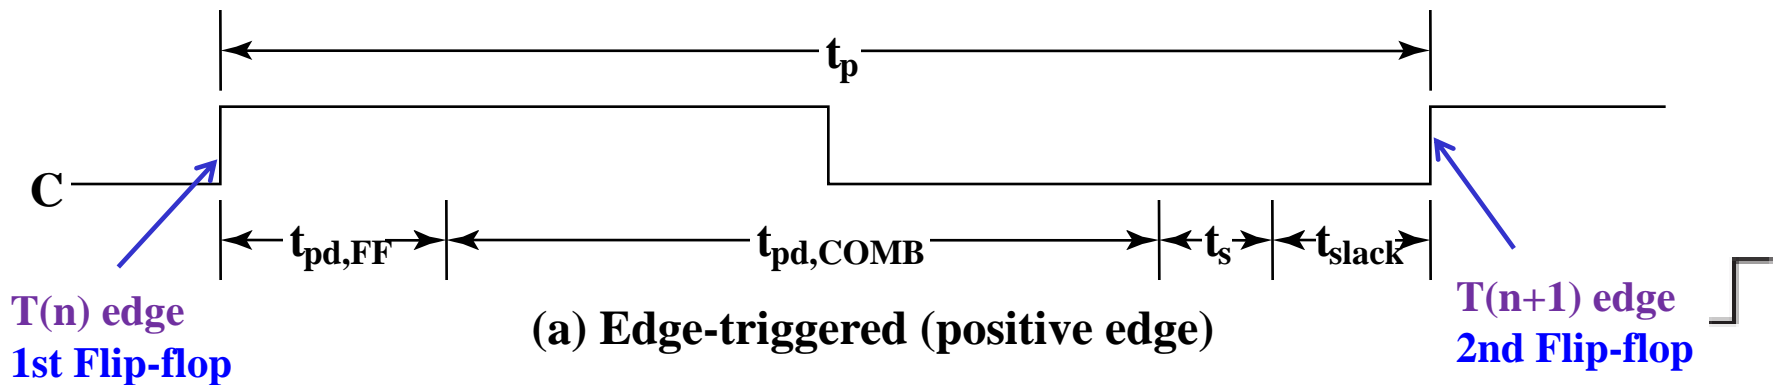 tp
C
tpd,FF tpd,COMB ts tslack
T(n) edge
1st Flip-flop
(a) Edge-triggered (positive edge)
T(n+1) edge
2nd Flip-flop